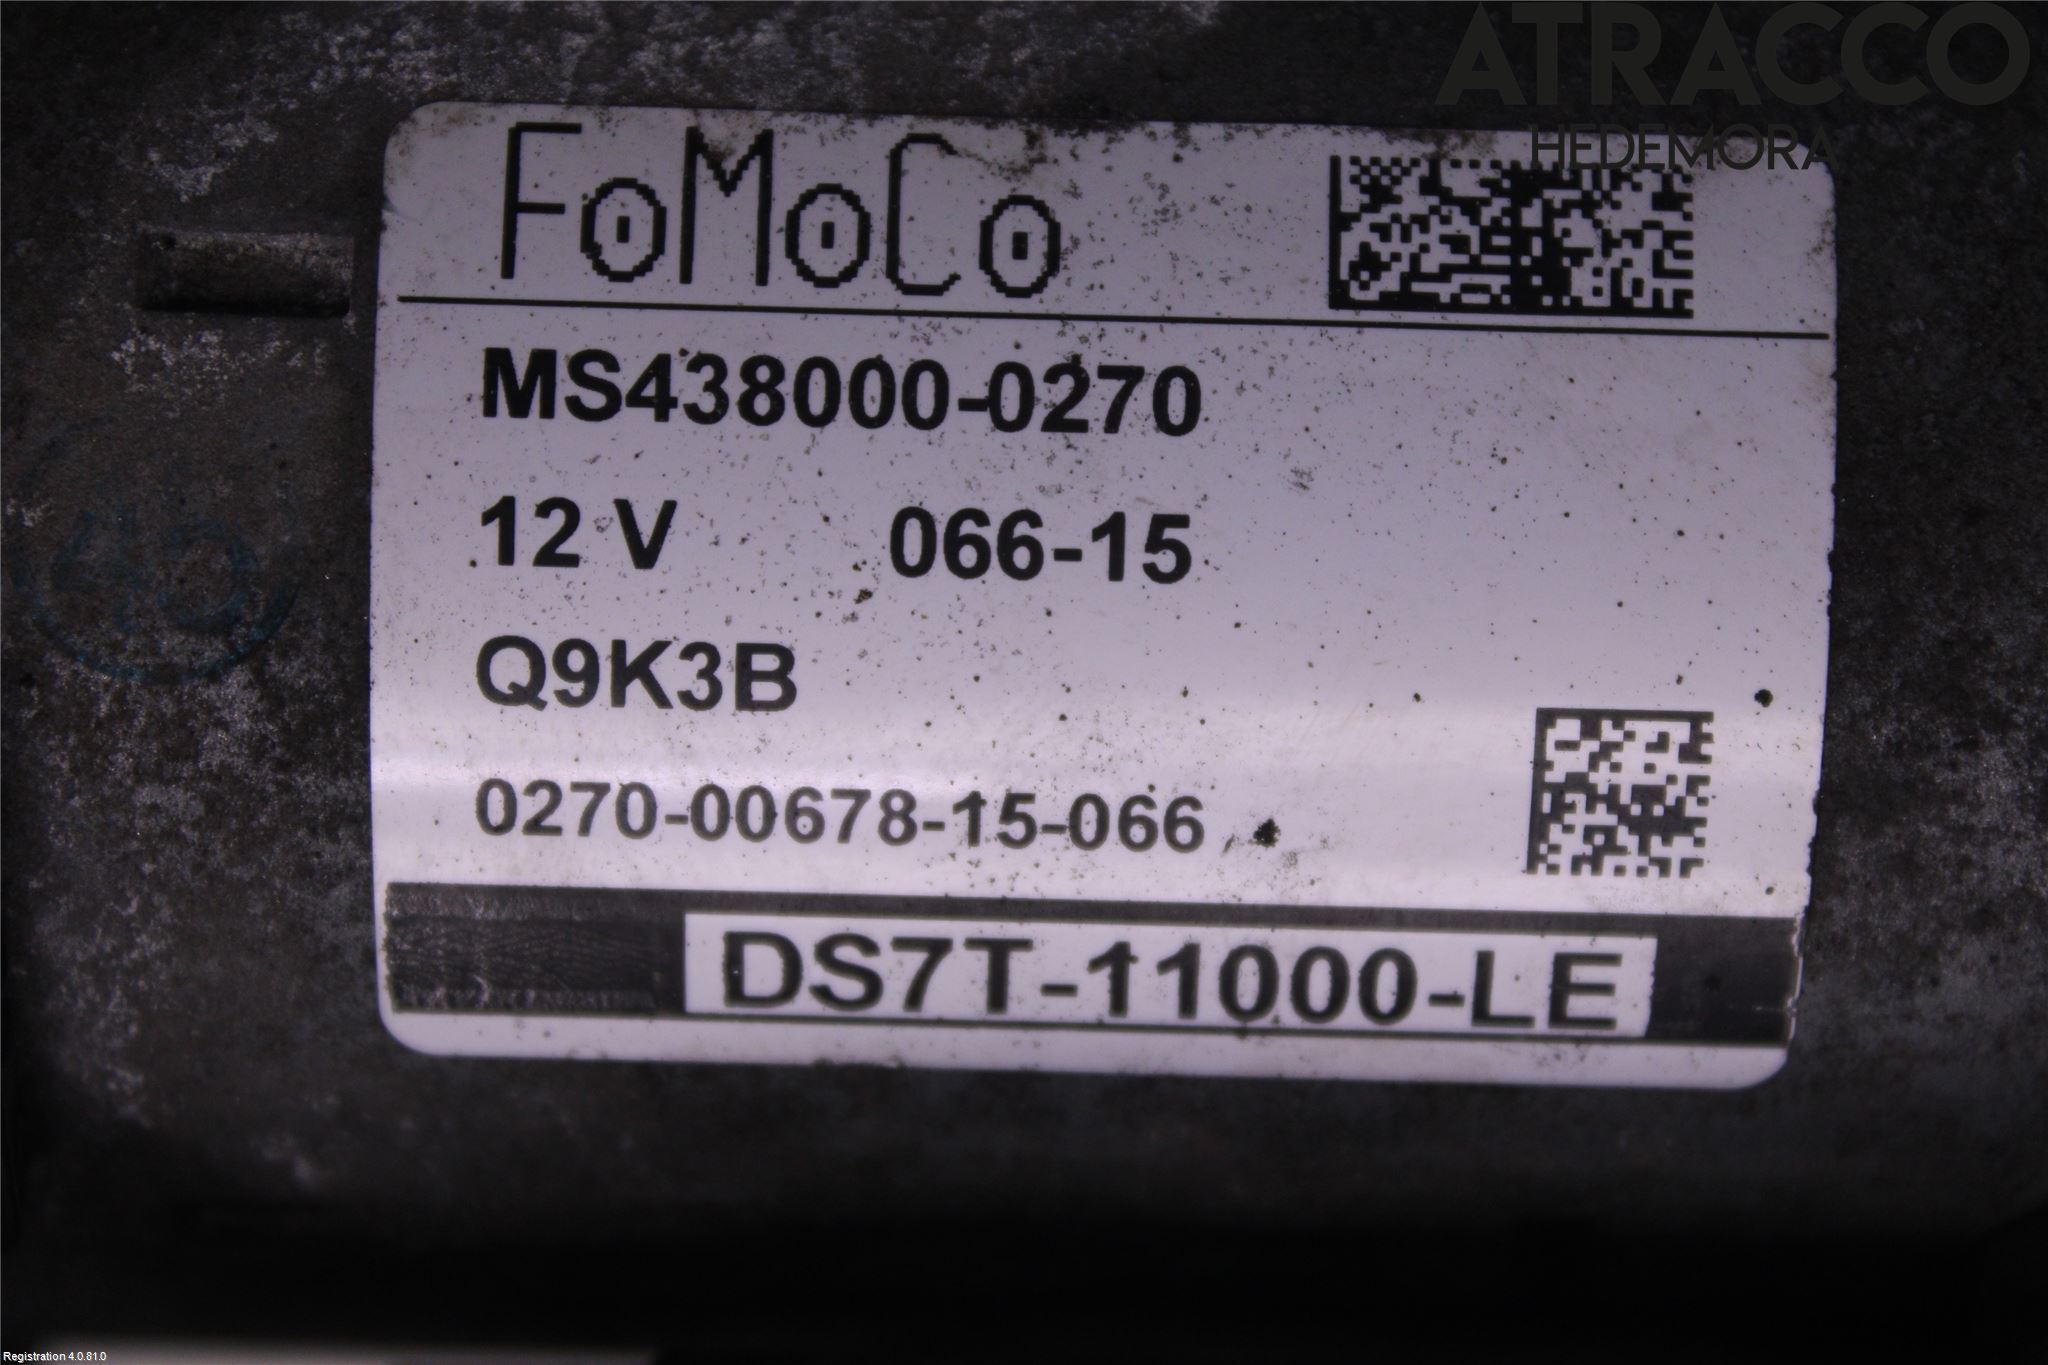 ATRACCO
HEDEMORA
FoMoCo
MS438000-0270
12 V 066-15
Q9K3B
0270-00678-15-066
DS7T-11000-LE
Registration 4.0.81.0